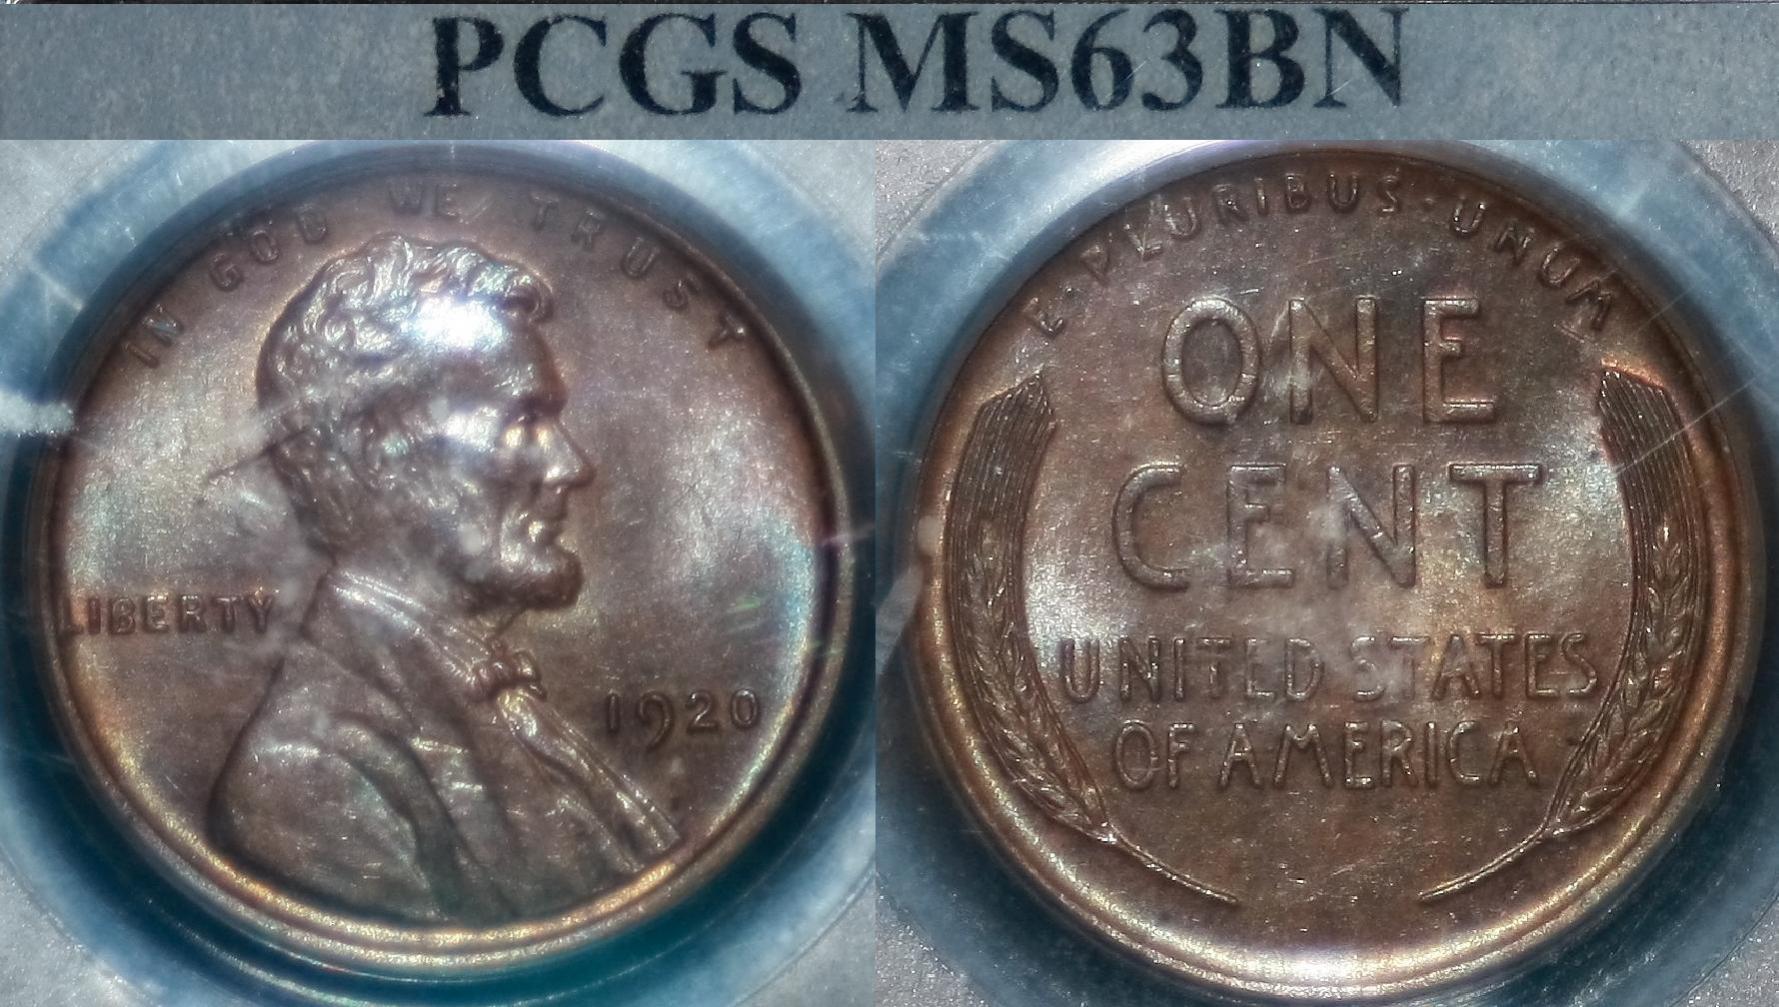 PCGS MS63BN
IN GOD WE TRUST
LIBERTY
1920
E·PLURIBUS·UNUM
ONE
CENT
UNITED STATES
OF AMERICA